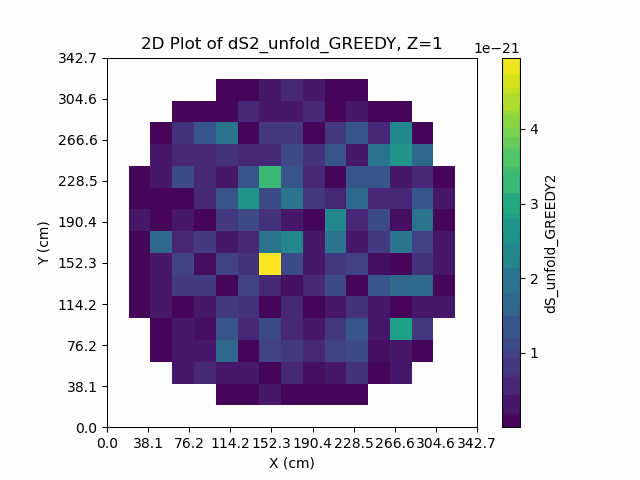 2D Plot of dS2_unfold_GREEDY, Z=1
1e−21
342.7
304.6
266.6
228.5
190.4
152.3
114.2
76.2
38.1
0.0
Y (cm)
0.0 38.1 76.2 114.2 152.3 190.4 228.5 266.6 304.6 342.7
X (cm)
4
3
2
1
dS_unfold_GREEDY2